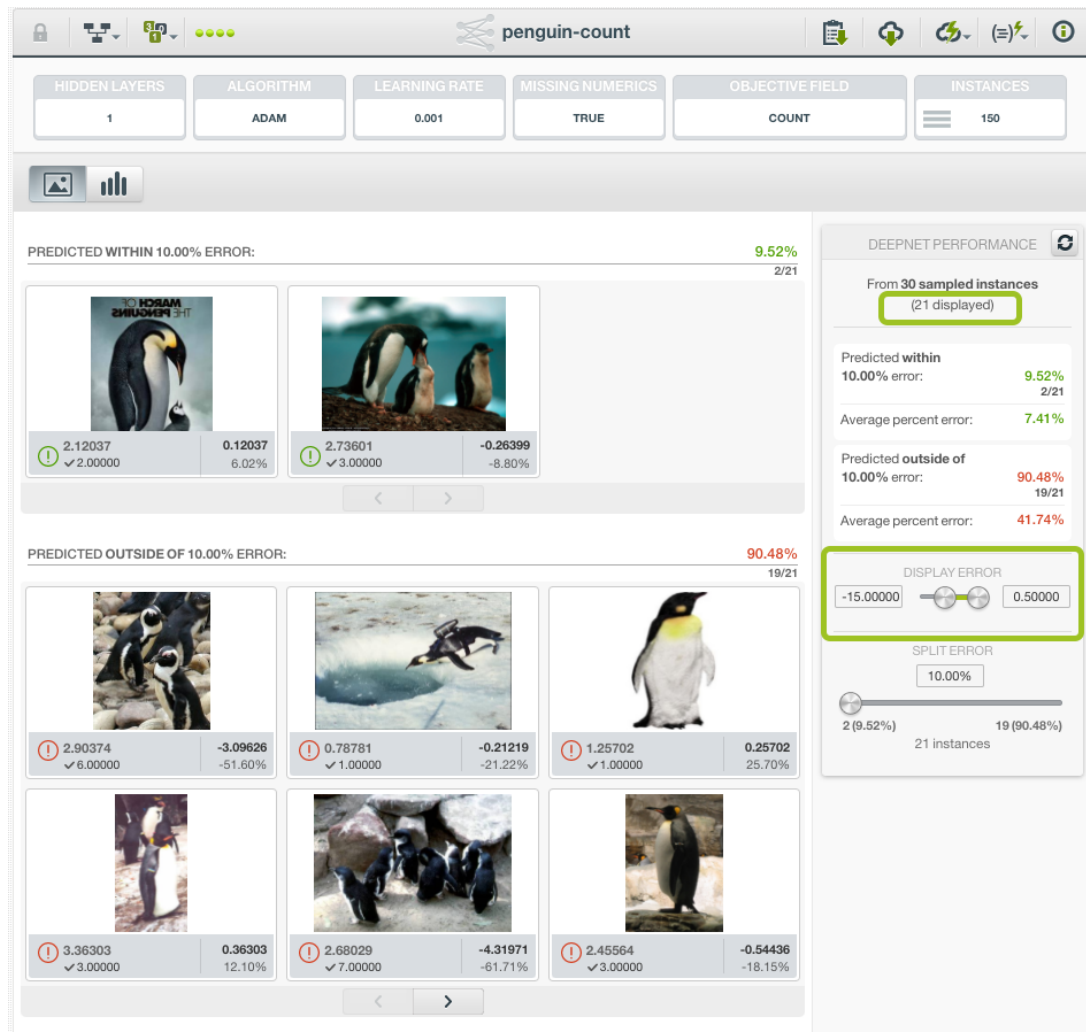 penguin-count
HIDDEN LAYERS
1
ALGORITHM
ADAM
LEARNING RATE
0.001
MISSING NUMERICS
TRUE
OBJECTIVE FIELD
COUNT
INSTANCES
150
PREDICTED WITHIN 10.00% ERROR:
9.52%
2/21
MARCH OF
THE PENGUINS
2.12037
0.12037
2.00000
6.02%
2.73601
-0.26399
3.00000
-8.80%
PREDICTED OUTSIDE OF 10.00% ERROR:
90.48%
19/21
2.90374
-3.09626
6.00000
-51.60%
0.78781
-0.21219
1.00000
-21.22%
1.25702
0.25702
1.00000
25.70%
3.36303
0.36303
3.00000
12.10%
2.68029
-4.31971
7.00000
-61.71%
2.45564
-0.54436
3.00000
-18.15%
DEEPNET PERFORMANCE
From 30 sampled instances
(21 displayed)
Predicted within
10.00% error:
9.52%
2/21
Average percent error:
7.41%
Predicted outside of
10.00% error:
90.48%
19/21
Average percent error:
41.74%
DISPLAY ERROR
-15.00000
0.50000
SPLIT ERROR
10.00%
2 (9.52%)
19 (90.48%)
21 instances